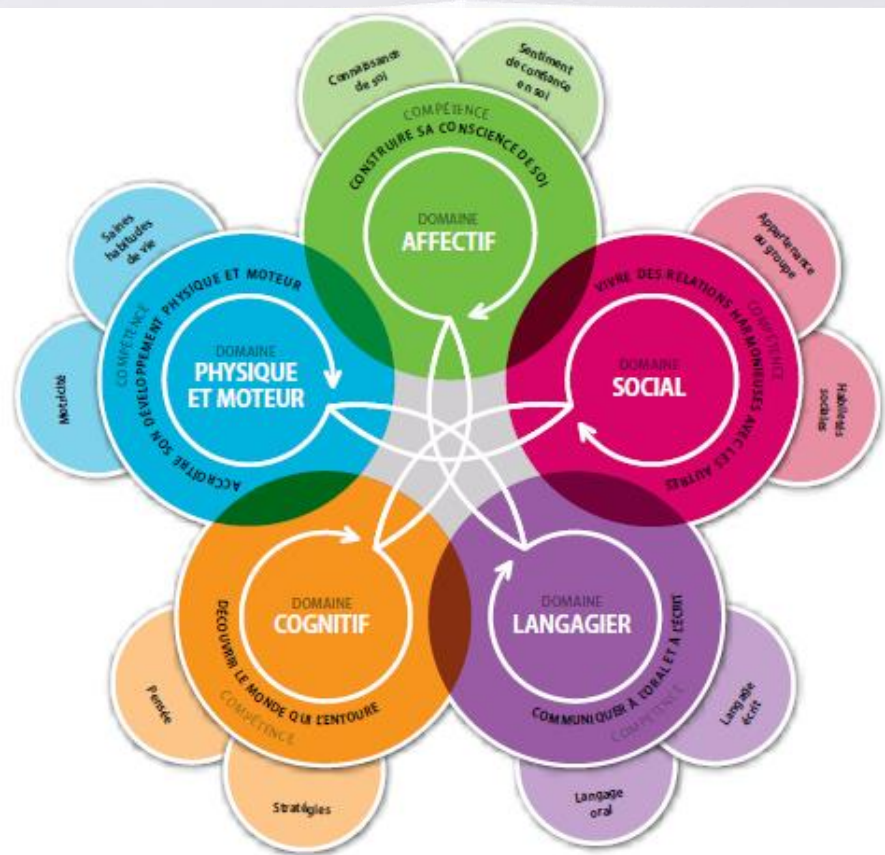 Connaissance
de soi
Sentiment
de confiance
en soi
COMPÉTENCE
CONSTRUIRE SA CONSCIENCE DE SOI
DOMAINE
AFFECTIF
Appartenance
au groupe
Habiletés
sociales
COMPÉTENCE
VIVRE DES RELATIONS HARMONIEUSES AVEC LES AUTRES
DOMAINE
SOCIAL
Langage
écrit
Langage
oral
COMPÉTENCE
COMMUNIQUER À L'ORAL ET À L'ÉCRIT
DOMAINE
LANGAGIER
Stratégies
Pensée
COMPÉTENCE
DÉCOUVRIR LE MONDE QUI L'ENTOURE
DOMAINE
COGNITIF
Motricité
Saines
habitudes
de vie
COMPÉTENCE
ACCROÎTRE SON DÉVELOPPEMENT PHYSIQUE ET MOTEUR
DOMAINE
PHYSIQUE
ET MOTEUR